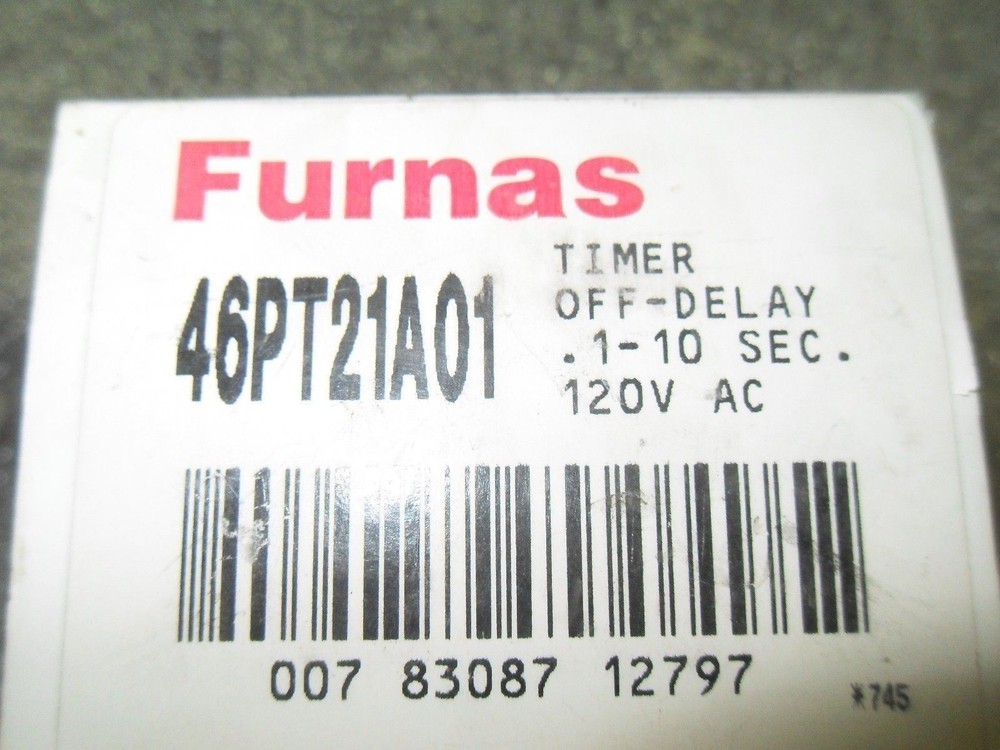 Furnas
46PT21A01
TIMER
OFF-DELAY
.1-10 SEC.
120V AC
007 83087 12797
*745